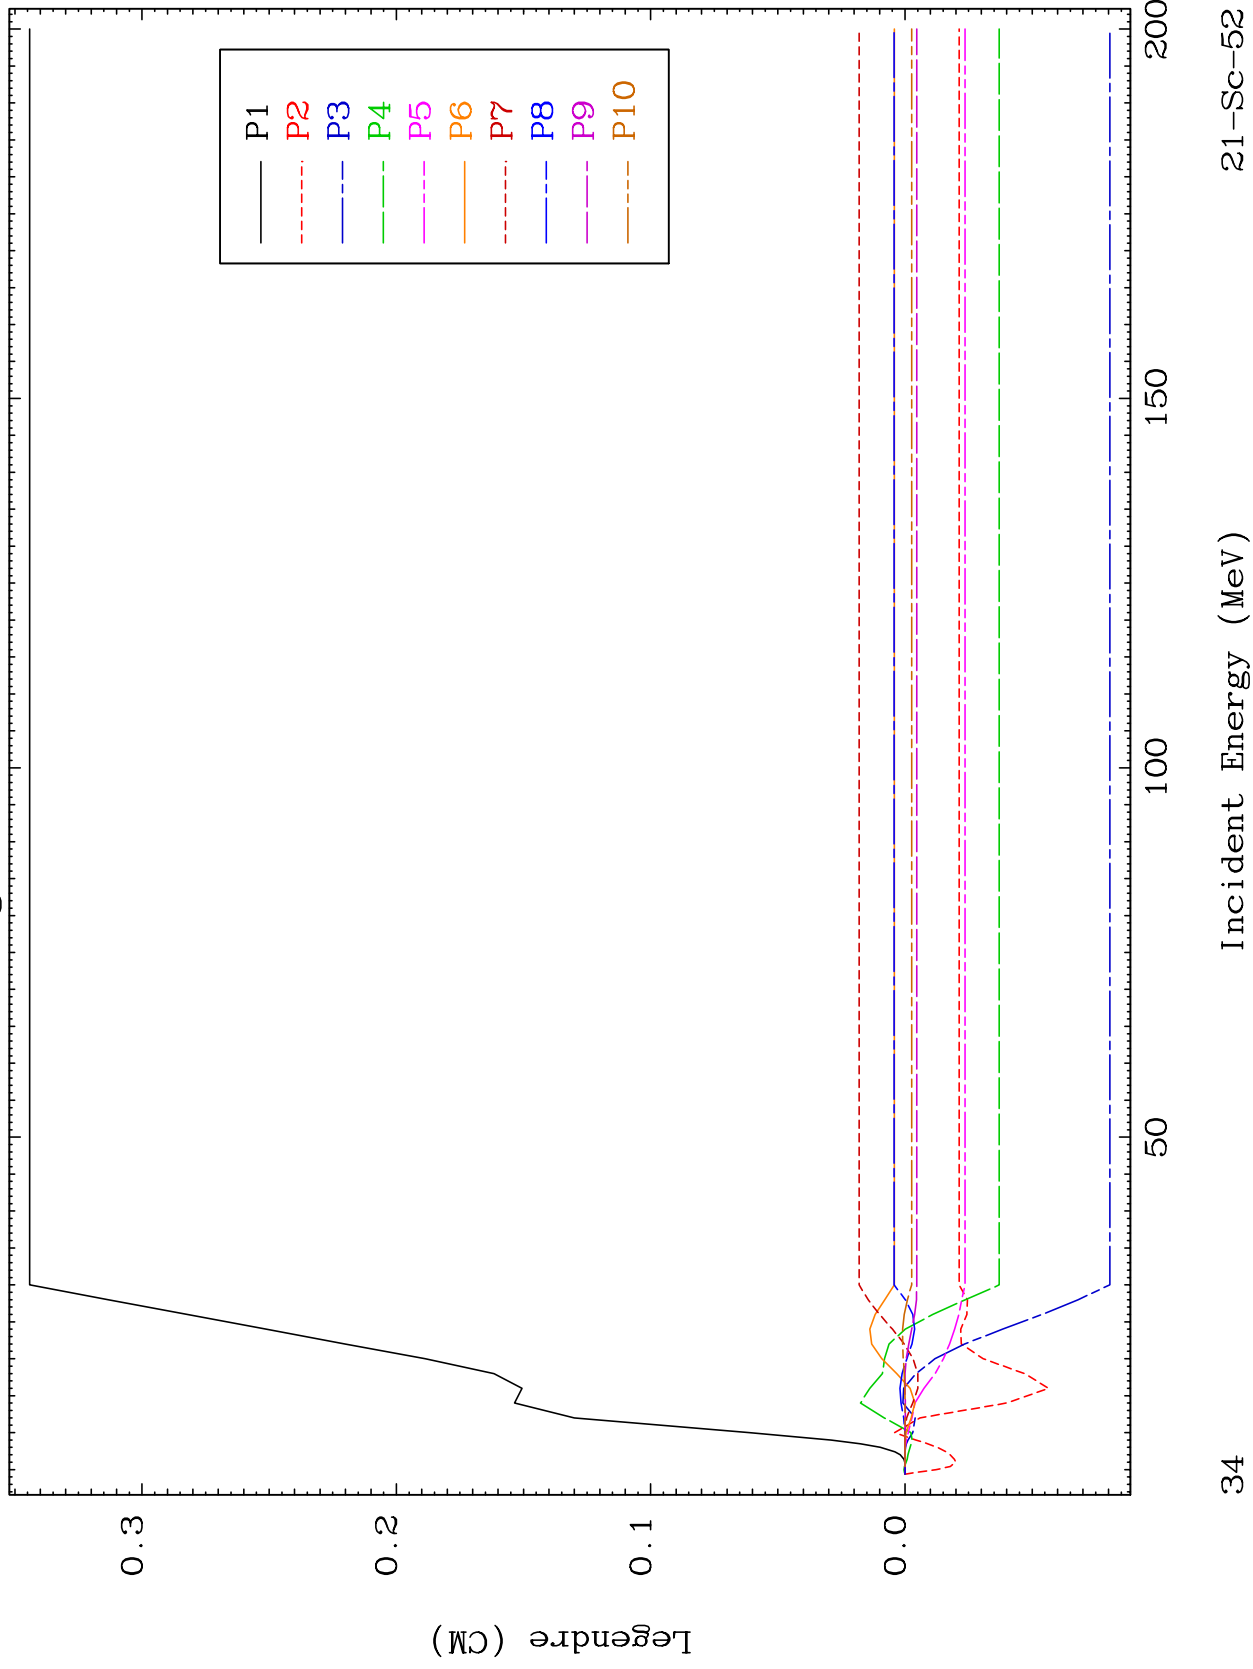 0.3
0.2
0.1
0.0
Legendre (CM)
P1
P2
P3
P4
P5
P6
P7
P8
P9
P10
50
100
150
200
Incident Energy (MeV)
34
21-Sc-52